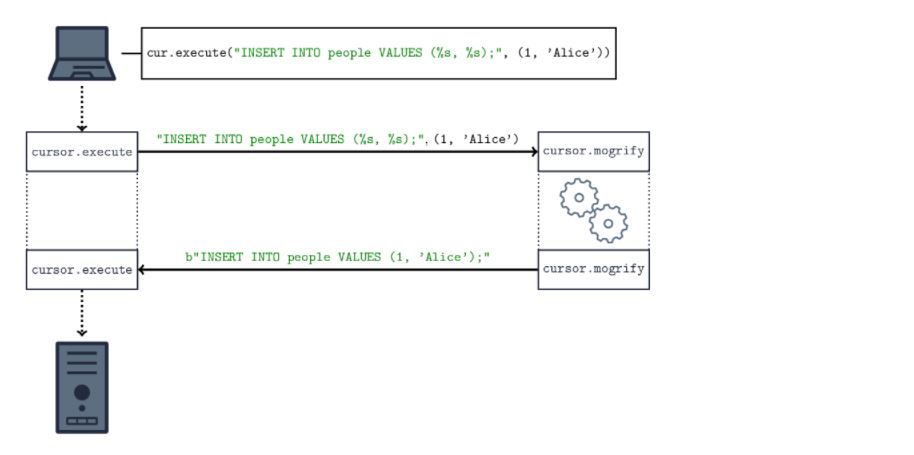 cur.execute("INSERT INTO people VALUES (%s, %s);", (1, ’Alice’))
"INSERT INTO people VALUES (%s, %s);",(1, ’Alice’)
cursor.execute
cursor.mogrify
b"INSERT INTO people VALUES (1, ’Alice’);"
cursor.execute
cursor.mogrify